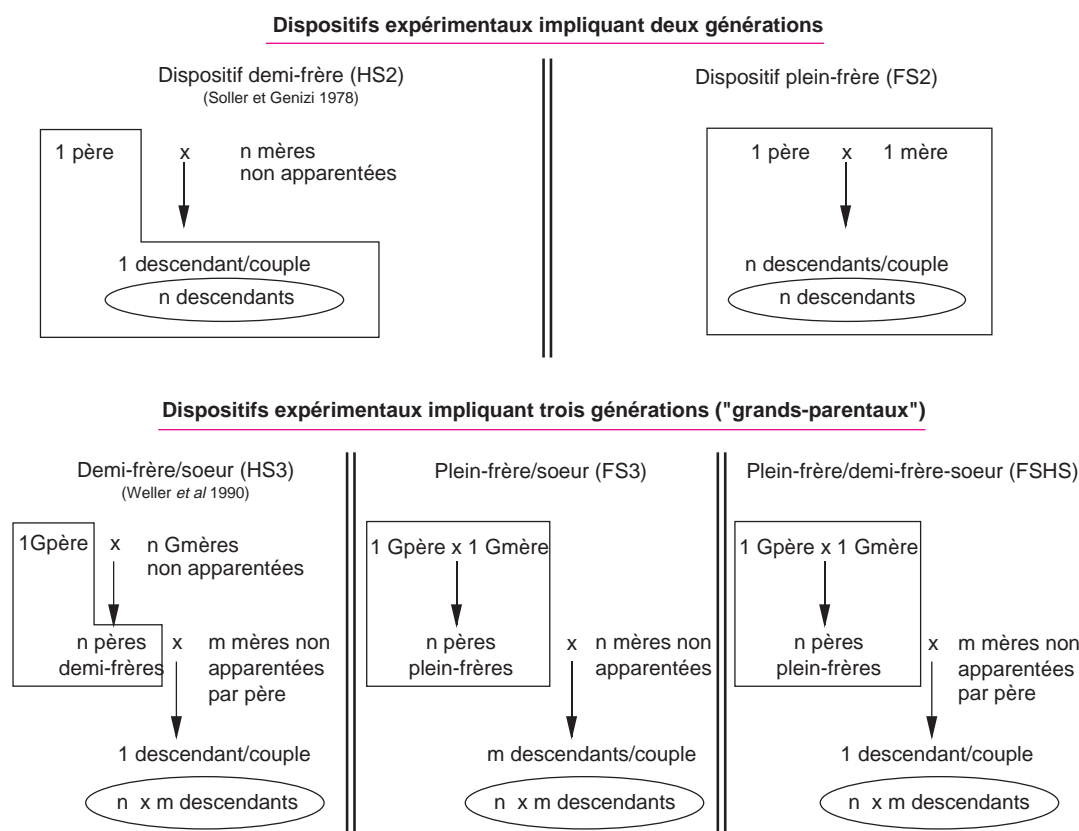 Dispositifs expérimentaux impliquant deux générations
Dispositif demi-frère (HS2)
(Soller et Genizi 1978)
1 père x n mères
non apparentées
1 descendant/couple
n descendants
Dispositif plein-frère (FS2)
1 père x 1 mère
n descendants/couple
n descendants
Dispositifs expérimentaux impliquant trois générations ("grands-parentaux")
Demi-frère/soeur (HS3)
(Weller et al 1990)
1Gpère x n Gmères
non apparentées
n pères x m mères non
demi-frères apparentées
par père
1 descendant/couple
n x m descendants
Plein-frère/soeur (FS3)
1 Gpère x 1 Gmère
n pères x n mères non
plein-frères apparentées
m descendants/couple
n x m descendants
Plein-frère/demi-frère-soeur (FSHS)
1 Gpère x 1 Gmère
n pères x m mères non
plein-frères apparentées
par père
1 descendant/couple
n x m descendants